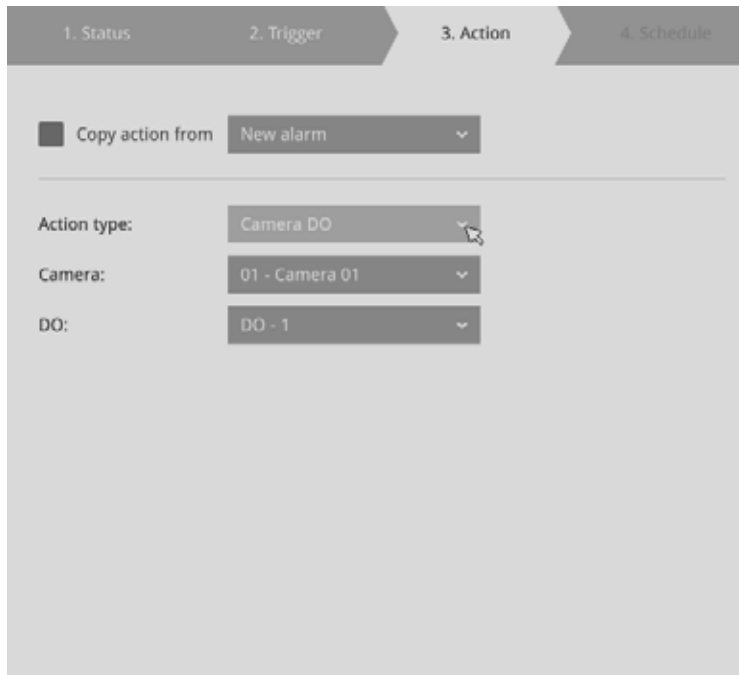 1. Status 2. Trigger 3. Action 4. Schedule
Copy action from New alarm
Action type: Camera DO
Camera: 01 - Camera 01
DO: DO - 1